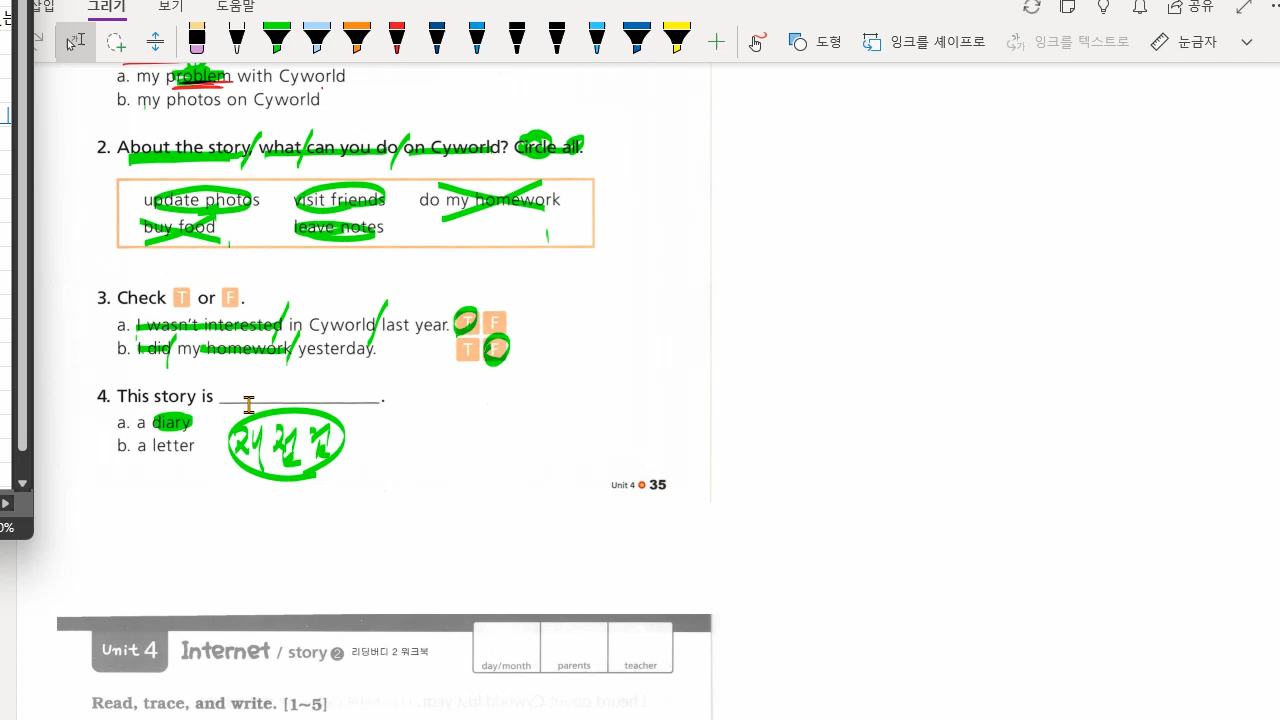 삽입 그리기 보기 도움말 공유
도형 잉크를 셰이프로 잉크를 텍스트로 눈금자
a. my problem with Cyworld
b. my photos on Cyworld
2. About the story, what can you do on Cyworld? Circle all.
update photos visit friends do my homework
buy food leave notes
3. Check T or F.
a. I wasn't interested in Cyworld last year. T F
b. I did my homework yesterday. T F
4. This story is ________________.
a. a diary
b. a letter
재점검
Unit 4 35
0%
Unit 4 Internet / story 2 리딩버디 2 워크북
day/month parents teacher
Read, trace, and write. [1~5]